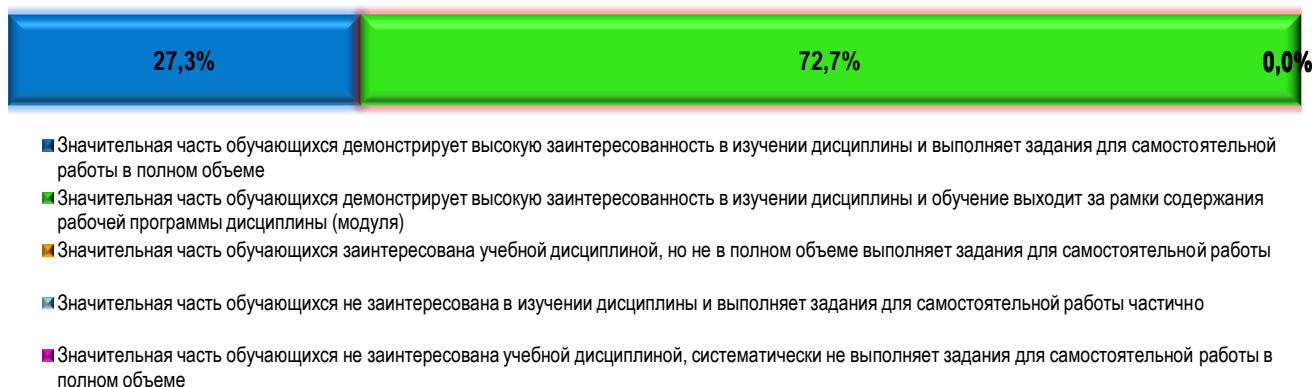 27,3%
72,7%
0,0%
Значительная часть обучающихся демонстрирует высокую заинтересованность в изучении дисциплины и выполняет задания для самостоятельной
работы в полном объеме
Значительная часть обучающихся демонстрирует высокую заинтересованность в изучении дисциплины и обучение выходит за рамки содержания
рабочей программы дисциплины (модуля)
Значительная часть обучающихся заинтересована учебной дисциплиной, но не в полном объеме выполняет задания для самостоятельной работы
Значительная часть обучающихся не заинтересована в изучении дисциплины и выполняет задания для самостоятельной работы частично
Значительная часть обучающихся не заинтересована учебной дисциплиной, систематически не выполняет задания для самостоятельной работы в
полном объеме